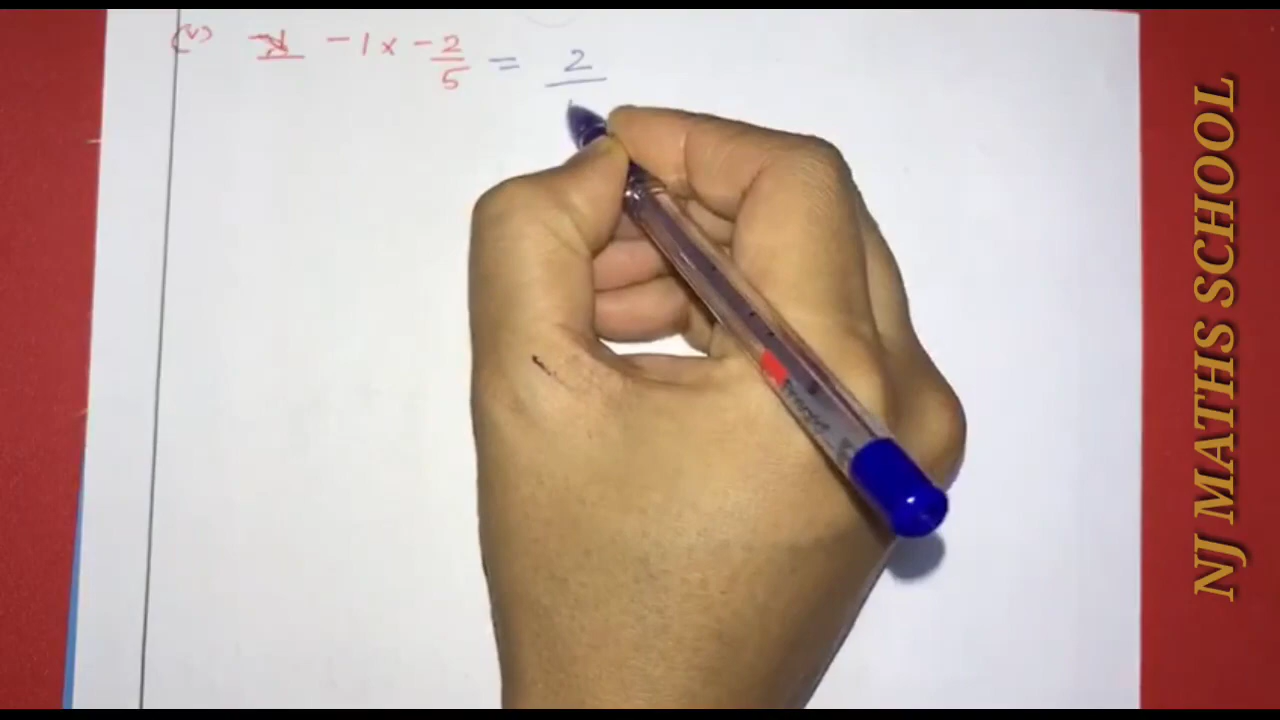 (v) -1 × -2/5 = 2/
NJ MATHS SCHOOL